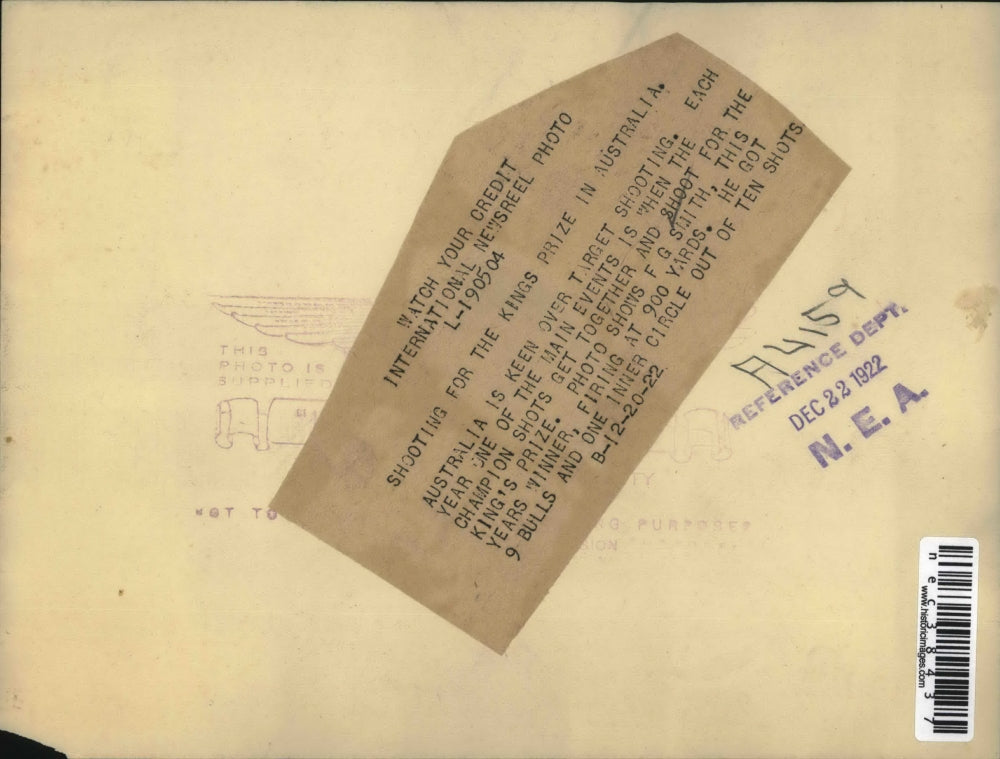 WATCH YOUR CREDIT
INTERNATIONAL NEWSREEL PHOTO
L-190504
SHOOTING FOR THE KINGS PRIZE IN AUSTRALIA.
AUSTRALIA IS KEEN OVER TARGET SHOOTING. EACH
YEAR ONE OF THE MAIN EVENTS IS WHEN THE
CHAMPION SHOTS GET TOGETHER AND SHOOT FOR THE
KING'S PRIZE. PHOTO SHOWS F G SMITH, THIS
YEARS WINNER, FIRING AT 900 YARDS. HE GOT
9 BULLS AND ONE INNER CIRCLE OUT OF TEN SHOTS
B-12-20-22
A4159
REFERENCE DEPT.
DEC 22 1922
N. E. A.
THIS
PHOTO IS
SUPPLIED
NOT TO
PURPOSES
nec38437
www.historicimages.com